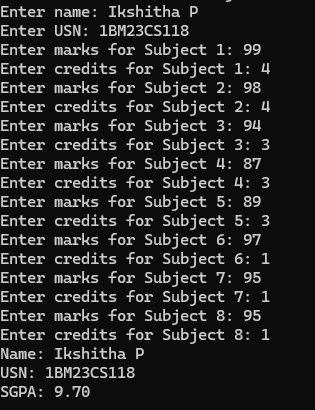 Enter name: Ikshitha P
Enter USN: 1BM23CS118
Enter marks for Subject 1: 99
Enter credits for Subject 1: 4
Enter marks for Subject 2: 98
Enter credits for Subject 2: 4
Enter marks for Subject 3: 94
Enter credits for Subject 3: 3
Enter marks for Subject 4: 87
Enter credits for Subject 4: 3
Enter marks for Subject 5: 89
Enter credits for Subject 5: 3
Enter marks for Subject 6: 97
Enter credits for Subject 6: 1
Enter marks for Subject 7: 95
Enter credits for Subject 7: 1
Enter marks for Subject 8: 95
Enter credits for Subject 8: 1
Name: Ikshitha P
USN: 1BM23CS118
SGPA: 9.70